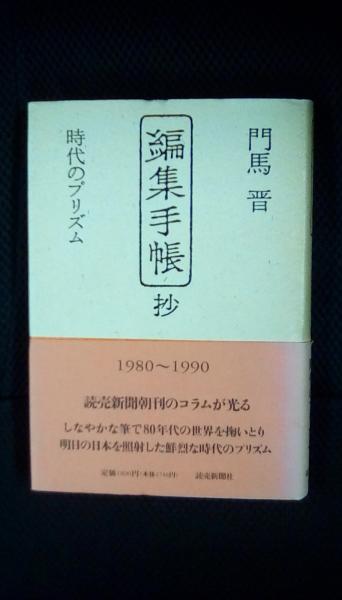 門馬 晋
編集手帳
抄
時代のプリズム
1980〜1990
読売新聞朝刊のコラムが光る
しなやかな筆で80年代の世界を掬いとり
明日の日本を照射した鮮烈な時代のプリズム
読売新聞社